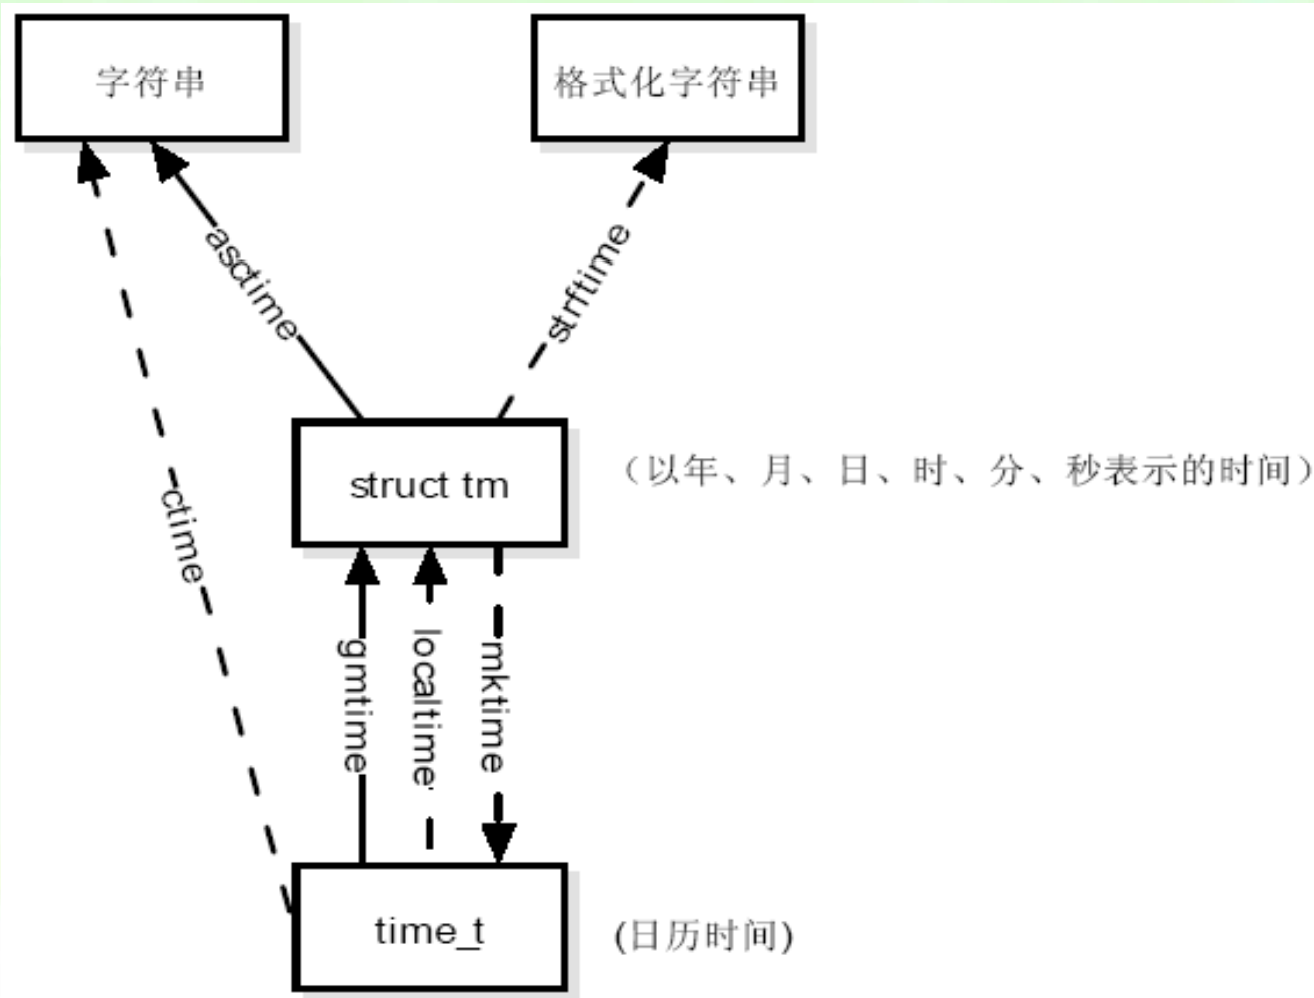 字符串
格式化字符串
asctime
strftime
struct tm
（以年、月、日、时、分、秒表示的时间）
ctime
gmtime
localtime
mktime
time_t
(日历时间)